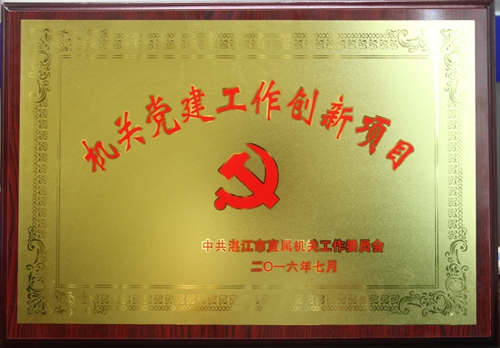 机关党建工作创新项目
中共湛江市直属机关工作委员会
二〇一六年七月